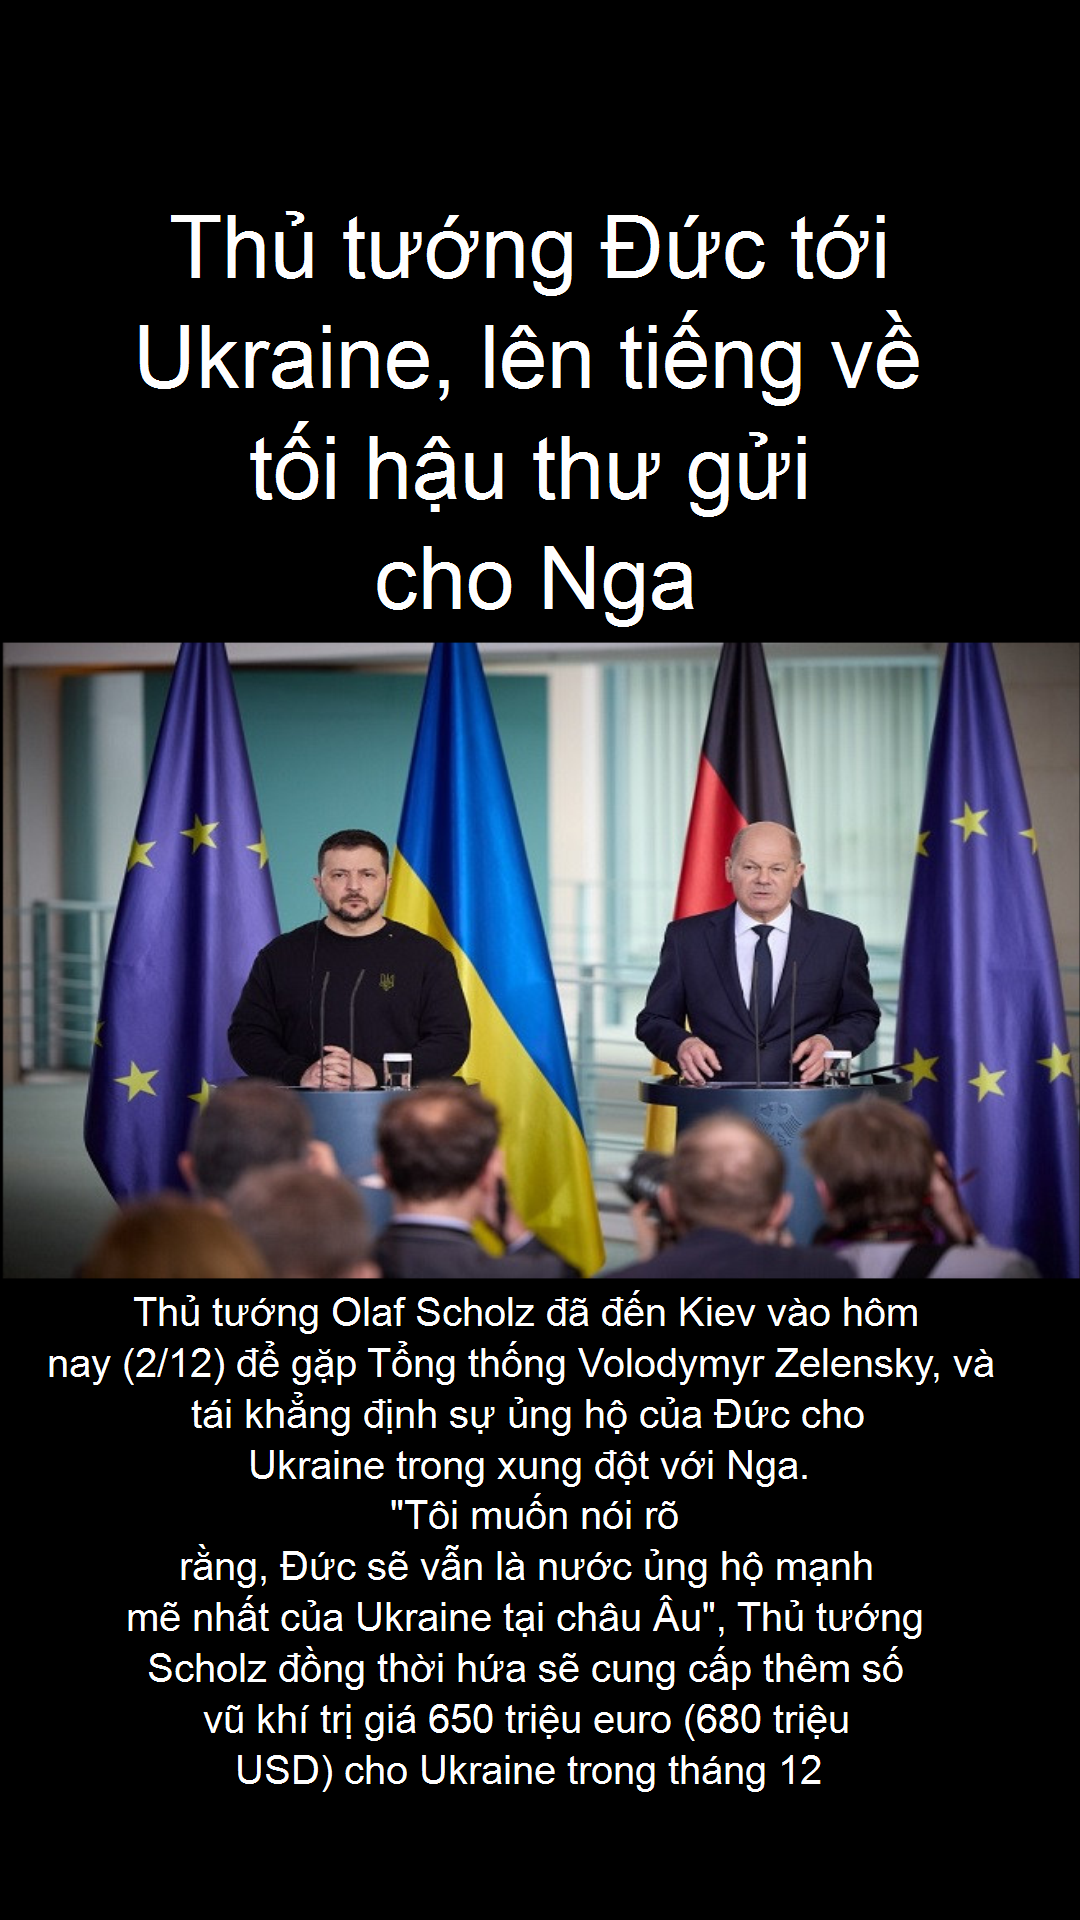 Thủ tướng Đức tới
Ukraine, lên tiếng về
tối hậu thư gửi
cho Nga
Thủ tướng Olaf Scholz đã đến Kiev vào hôm
nay (2/12) để gặp Tổng thống Volodymyr Zelensky, và
tái khẳng định sự ủng hộ của Đức cho
Ukraine trong xung đột với Nga.
"Tôi muốn nói rõ
rằng, Đức sẽ vẫn là nước ủng hộ mạnh
mẽ nhất của Ukraine tại châu Âu", Thủ tướng
Scholz đồng thời hứa sẽ cung cấp thêm số
vũ khí trị giá 650 triệu euro (680 triệu
USD) cho Ukraine trong tháng 12